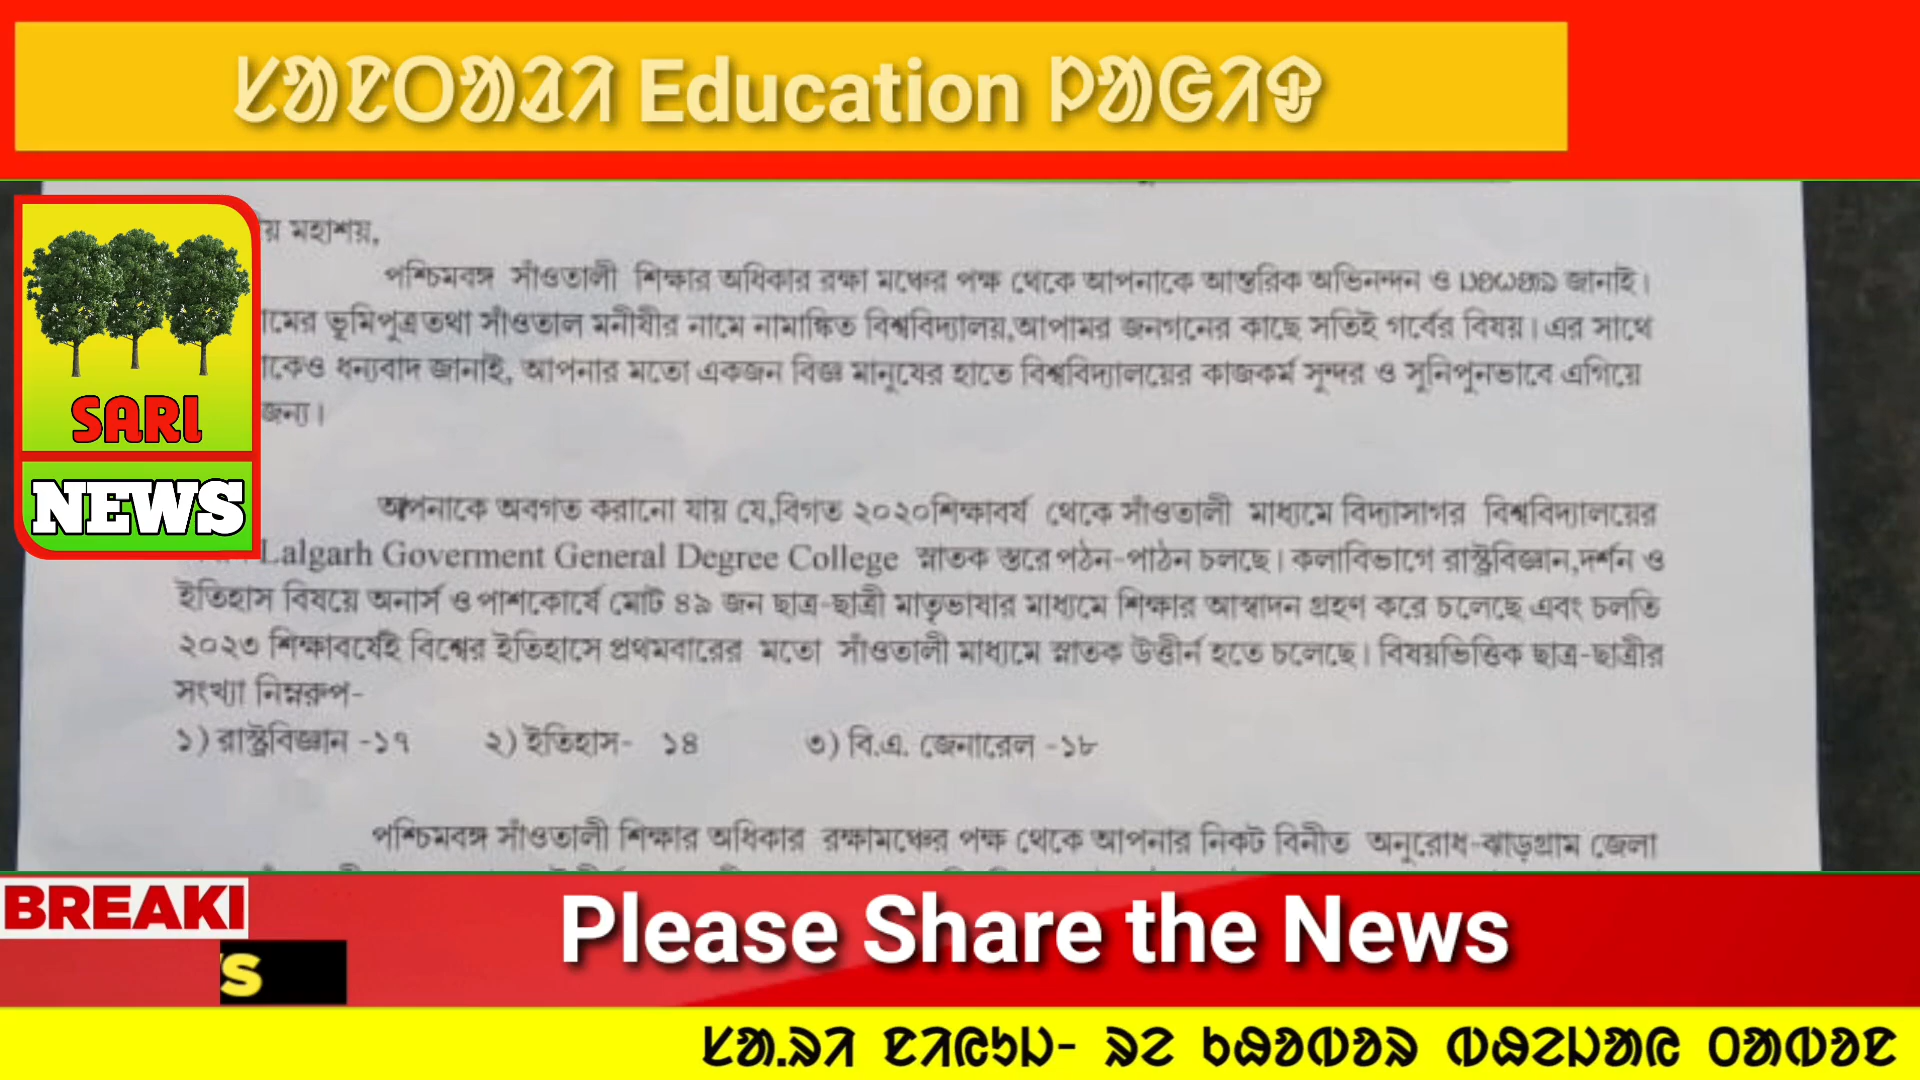 ᱥᱟᱱᱛᱟᱲᱤ Education
য় মহাশয়,
পশ্চিমবঙ্গ সাঁওতালী শিক্ষার অধিকার রক্ষা মঞ্চের পক্ষ থেকে আপনাকে আন্তরিক অভিনন্দন ও জানাই।
মের ভূমিপুত্র তথা সাঁওতাল মনীষীর নামে নামাঙ্কিত বিশ্ববিদ্যালয়,আপামর জনগনের কাছে সতিই গর্বের বিষয়। এর সাথে
কেও ধন্যবাদ জানাই, আপনার মতো একজন বিজ্ঞ মানুষের হাতে বিশ্ববিদ্যালয়ের কাজকর্ম সুন্দর ও সুনিপুনভাবে এগিয়ে
জন্য।
SARI
NEWS
আপনাকে অবগত করানো যায় যে,বিগত ২০২০শিক্ষাবর্ষ থেকে সাঁওতালী মাধ্যমে বিদ্যাসাগর বিশ্ববিদ্যালয়ের
Lalgarh Goverment General Degree College স্নাতক স্তরে পঠন-পাঠন চলছে। কলাবিভাগে রাষ্ট্রবিজ্ঞান,দর্শন ও
ইতিহাস বিষয়ে অনার্স ও পাশকোর্ষে মোট ৪৯ জন ছাত্র-ছাত্রী মাতৃভাষার মাধ্যমে শিক্ষার আস্বাদন গ্রহণ করে চলেছে এবং চলতি
২০২৩ শিক্ষাবর্ষেই বিশ্বের ইতিহাসে প্রথমবারের মতো সাঁওতালী মাধ্যমে স্নাতক উত্তীর্ন হতে চলেছে। বিষয়ভিত্তিক ছাত্র-ছাত্রীর
সংখ্যা নিম্নরুপ-
১) রাস্ট্রবিজ্ঞান -১৭ ২) ইতিহাস- ১৪ ৩) বি.এ. জেনারেল -১৮
পশ্চিমবঙ্গ সাঁওতালী শিক্ষার অধিকার রক্ষামঞ্চের পক্ষ থেকে আপনার নিকট বিনীত অনুরোধ-ঝাড়গ্রাম জেলা
BREAKI
S
Please Share the News
ᱥᱟ.ᱨᱤ